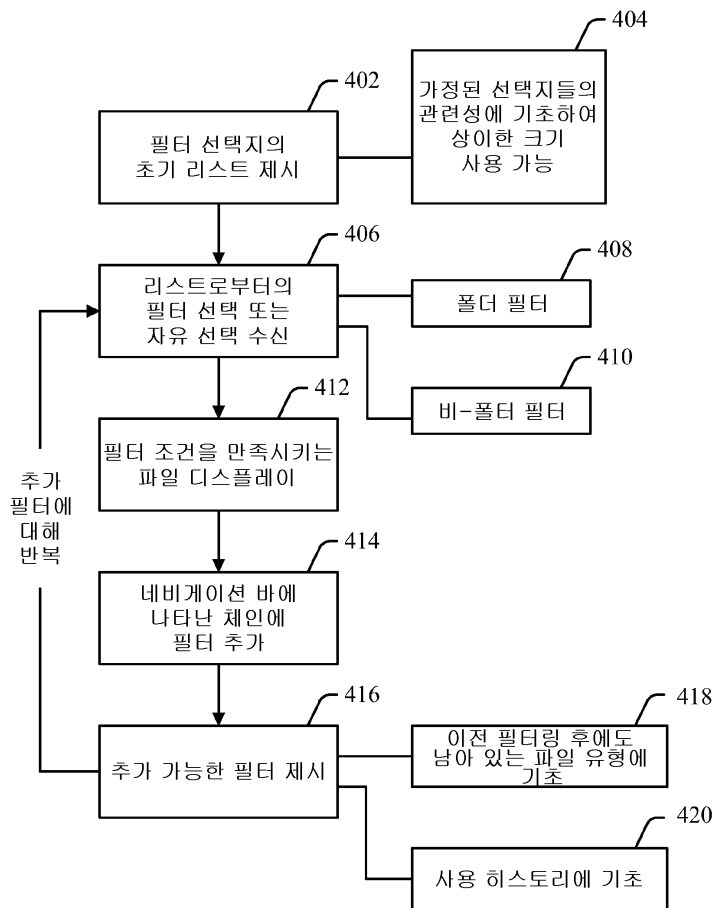 404
402
가정된 선택지들의
관련성에 기초하여
상이한 크기
사용 가능
필터 선택지의
초기 리스트 제시
406
리스트로부터의
필터 선택 또는
자유 선택 수신
408
폴더 필터
410
비-폴터 필터
412
필터 조건을 만족시키는
파일 디스플레이
추가
필터에
대해
반복
414
네비게이션 바에
나타난 체인에
필터 추가
416
추가 가능한 필터 제시
418
이전 필터링 후에도
남아 있는 파일 유형에
기초
420
사용 히스토리에 기초